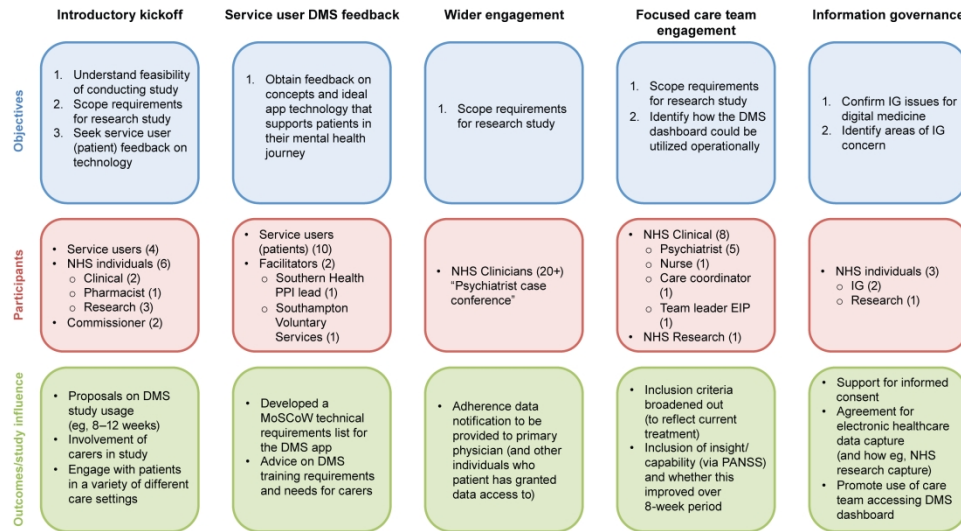 Introductory kickoff
Service user DMS feedback
Wider engagement
Focused care team
engagement
Information governance
Objectives
1. Understand feasibility
of conducting study
2. Scope requirements
for research study
3. Seek service user
(patient) feedback on
technology
1. Obtain feedback on
concepts and ideal
app technology that
supports patients in
their mental health
journey
1. Scope requirements
for research study
1. Scope requirements
for research study
2. Identify how the DMS
dashboard could be
utilized operationally
1. Confirm IG issues for
digital medicine
2. Identify areas of IG
concern
Participants
• Service users (4)
• NHS individuals (6)
○ Clinical (2)
○ Pharmacist (1)
○ Research (3)
• Commissioner (2)
• Service users
(patients) (10)
• Facilitators (2)
○ Southern Health
PPI lead (1)
○ Southampton
Voluntary
Services (1)
• NHS Clinicians (20+)
"Psychiatrist case
conference"
• NHS Clinical (8)
○ Psychiatrist (5)
○ Nurse (1)
○ Care coordinator
(1)
○ Team leader EIP
(1)
• NHS Research (1)
• NHS individuals (3)
○ IG (2)
○ Research (1)
Outcomes/study influence
• Proposals on DMS
study usage
(eg, 8–12 weeks)
• Involvement of
carers in study
• Engage with patients
in a variety of different
care settings
• Developed a
MoSCoW technical
requirements list for
the DMS app
• Advice on DMS
training requirements
and needs for carers
• Adherence data
notification to be
provided to primary
physician (and other
individuals who
patient has granted
data access to)
• Inclusion criteria
broadened out
(to reflect current
treatment)
• Inclusion of insight/
capability (via PANSS)
and whether this
improved over
8-week period
• Support for informed
consent
• Agreement for
electronic healthcare
data capture
(and how eg, NHS
research capture)
• Promote use of care
team accessing DMS
dashboard